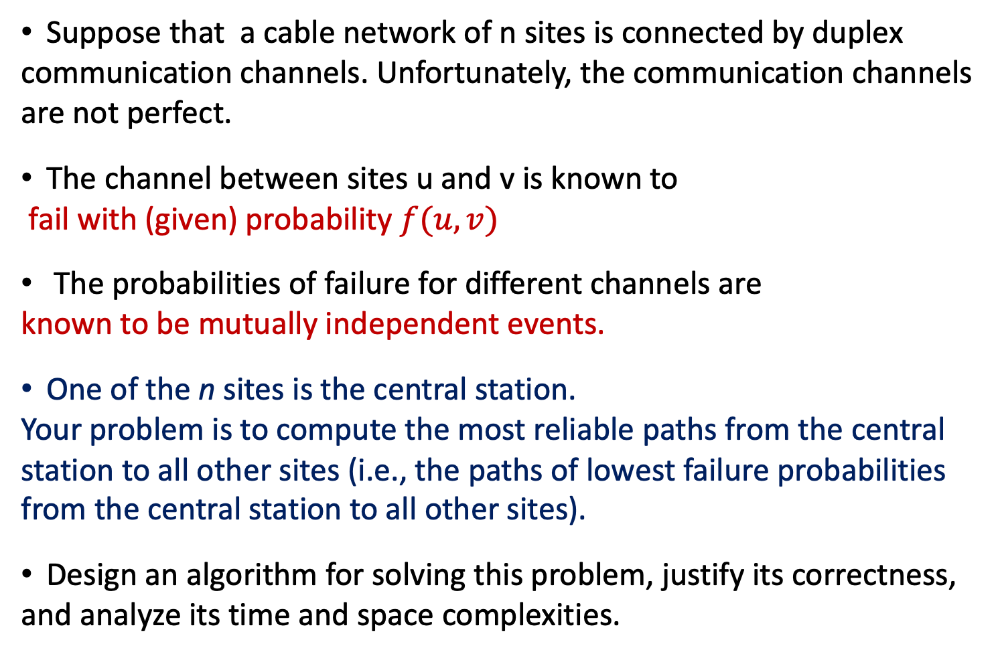 • Suppose that  a cable network of n sites is connected by duplex
communication channels. Unfortunately, the communication channels
are not perfect.
• The channel between sites u and v is known to
fail with (given) probability 𝑓(𝑢, 𝑣)
• The probabilities of failure for different channels are
known to be mutually independent events.
• One of the n sites is the central station.
Your problem is to compute the most reliable paths from the central
station to all other sites (i.e., the paths of lowest failure probabilities
from the central station to all other sites).
• Design an algorithm for solving this problem, justify its correctness,
and analyze its time and space complexities.